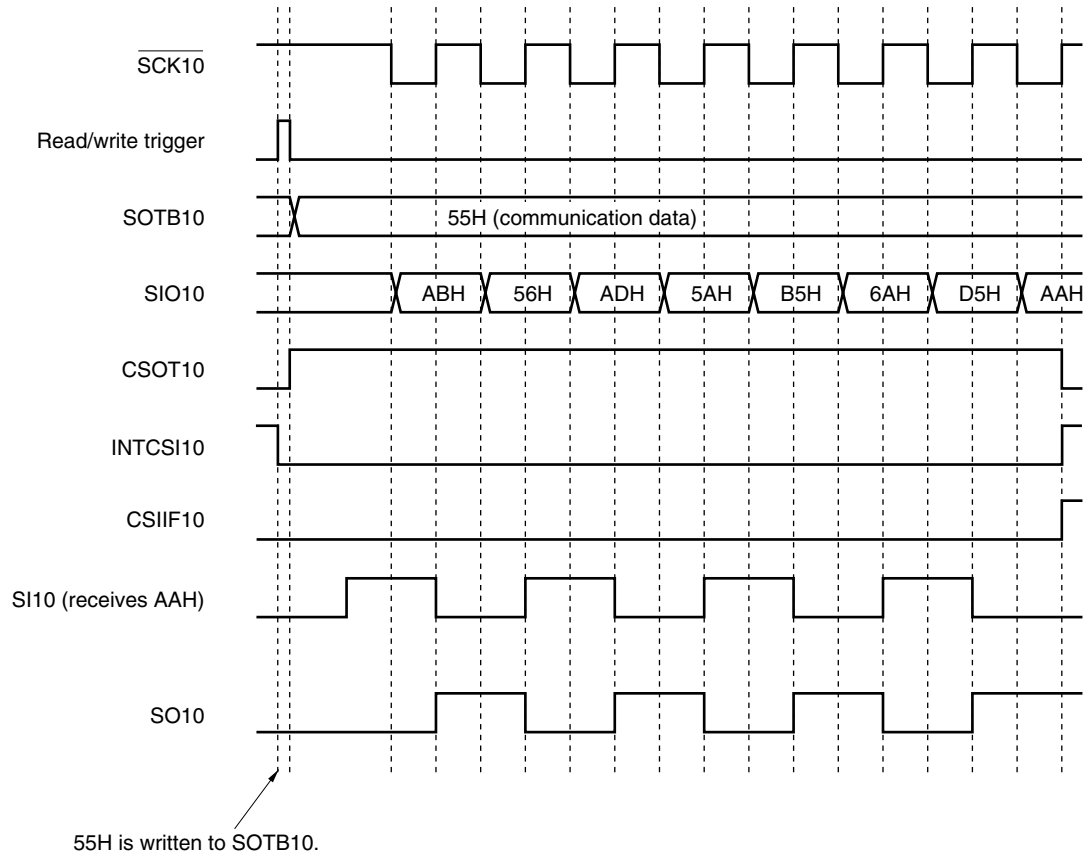 SCK10
Read/write trigger
SOTB10
55H (communication data)
SIO10
ABH 56H ADH 5AH B5H 6AH D5H AAH
CSOT10
INTCSI10
CSIIF10
SI10 (receives AAH)
SO10
55H is written to SOTB10.